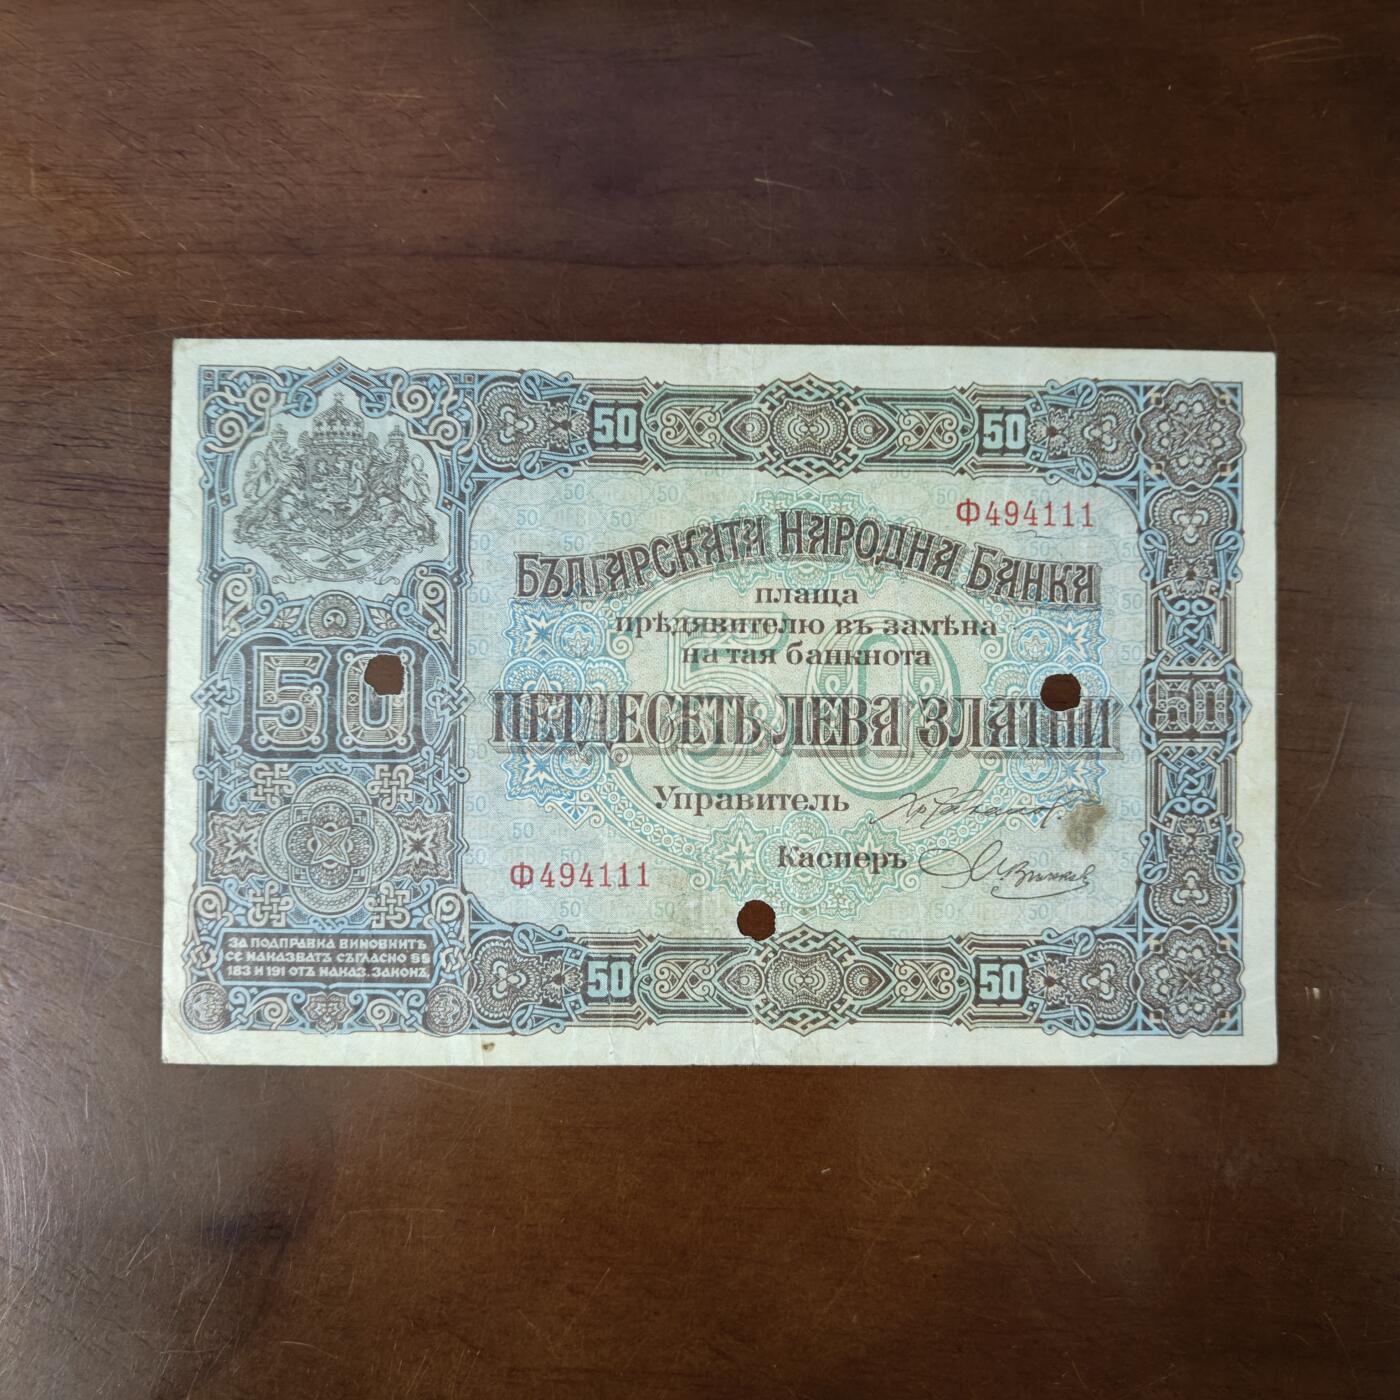 50 50
Ф494111
БЪЛГАРСКАТА НАРОДНА БАНКА
плаща
прѣдявителю въ замѣна
на тая банкнота
50
50
50
ПЕТДЕСЕТЬ ЛЕВА ЗЛАТНИ
Управитель
Касиеръ
Ф494111
ЗА ПОДПРАВКА ВИНОВНИТѢ
СЕ НАКАЗВАТЪ СЪГЛАСНО §§
183 И 191 ОТЪ НАКАЗ. ЗАКОНЪ
50 50